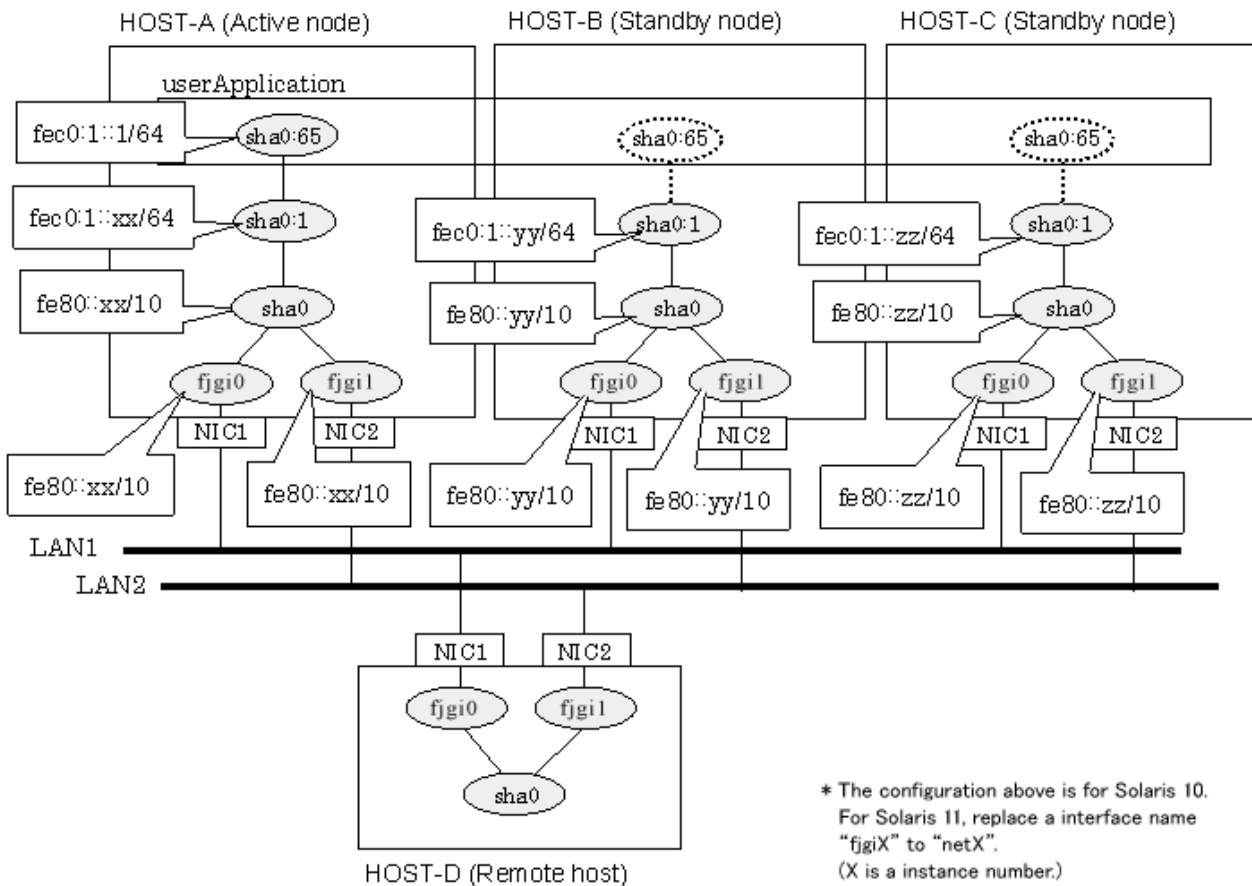 HOST-A (Active node)
HOST-B (Standby node)
HOST-C (Standby node)
userApplication
fec0:1::1/64
sha0:65
sha0:65
sha0:65
fec0:1::xx/64
sha0:1
fec0:1::yy/64
sha0:1
fec0:1::zz/64
sha0:1
fe80::xx/10
sha0
fe80::yy/10
sha0
fe80::zz/10
sha0
fjgi0
fjgi1
fjgi0
fjgi1
fjgi0
fjgi1
NIC1
NIC2
NIC1
NIC2
NIC1
NIC2
fe80::xx/10
fe80::xx/10
fe80::yy/10
fe80::yy/10
fe80::zz/10
fe80::zz/10
LAN1
LAN2
NIC1
NIC2
fjgi0
fjgi1
sha0
HOST-D (Remote host)
* The configuration above is for Solaris 10.
For Solaris 11, replace a interface name
“fjgiX” to “netX”.
(X is a instance number.)